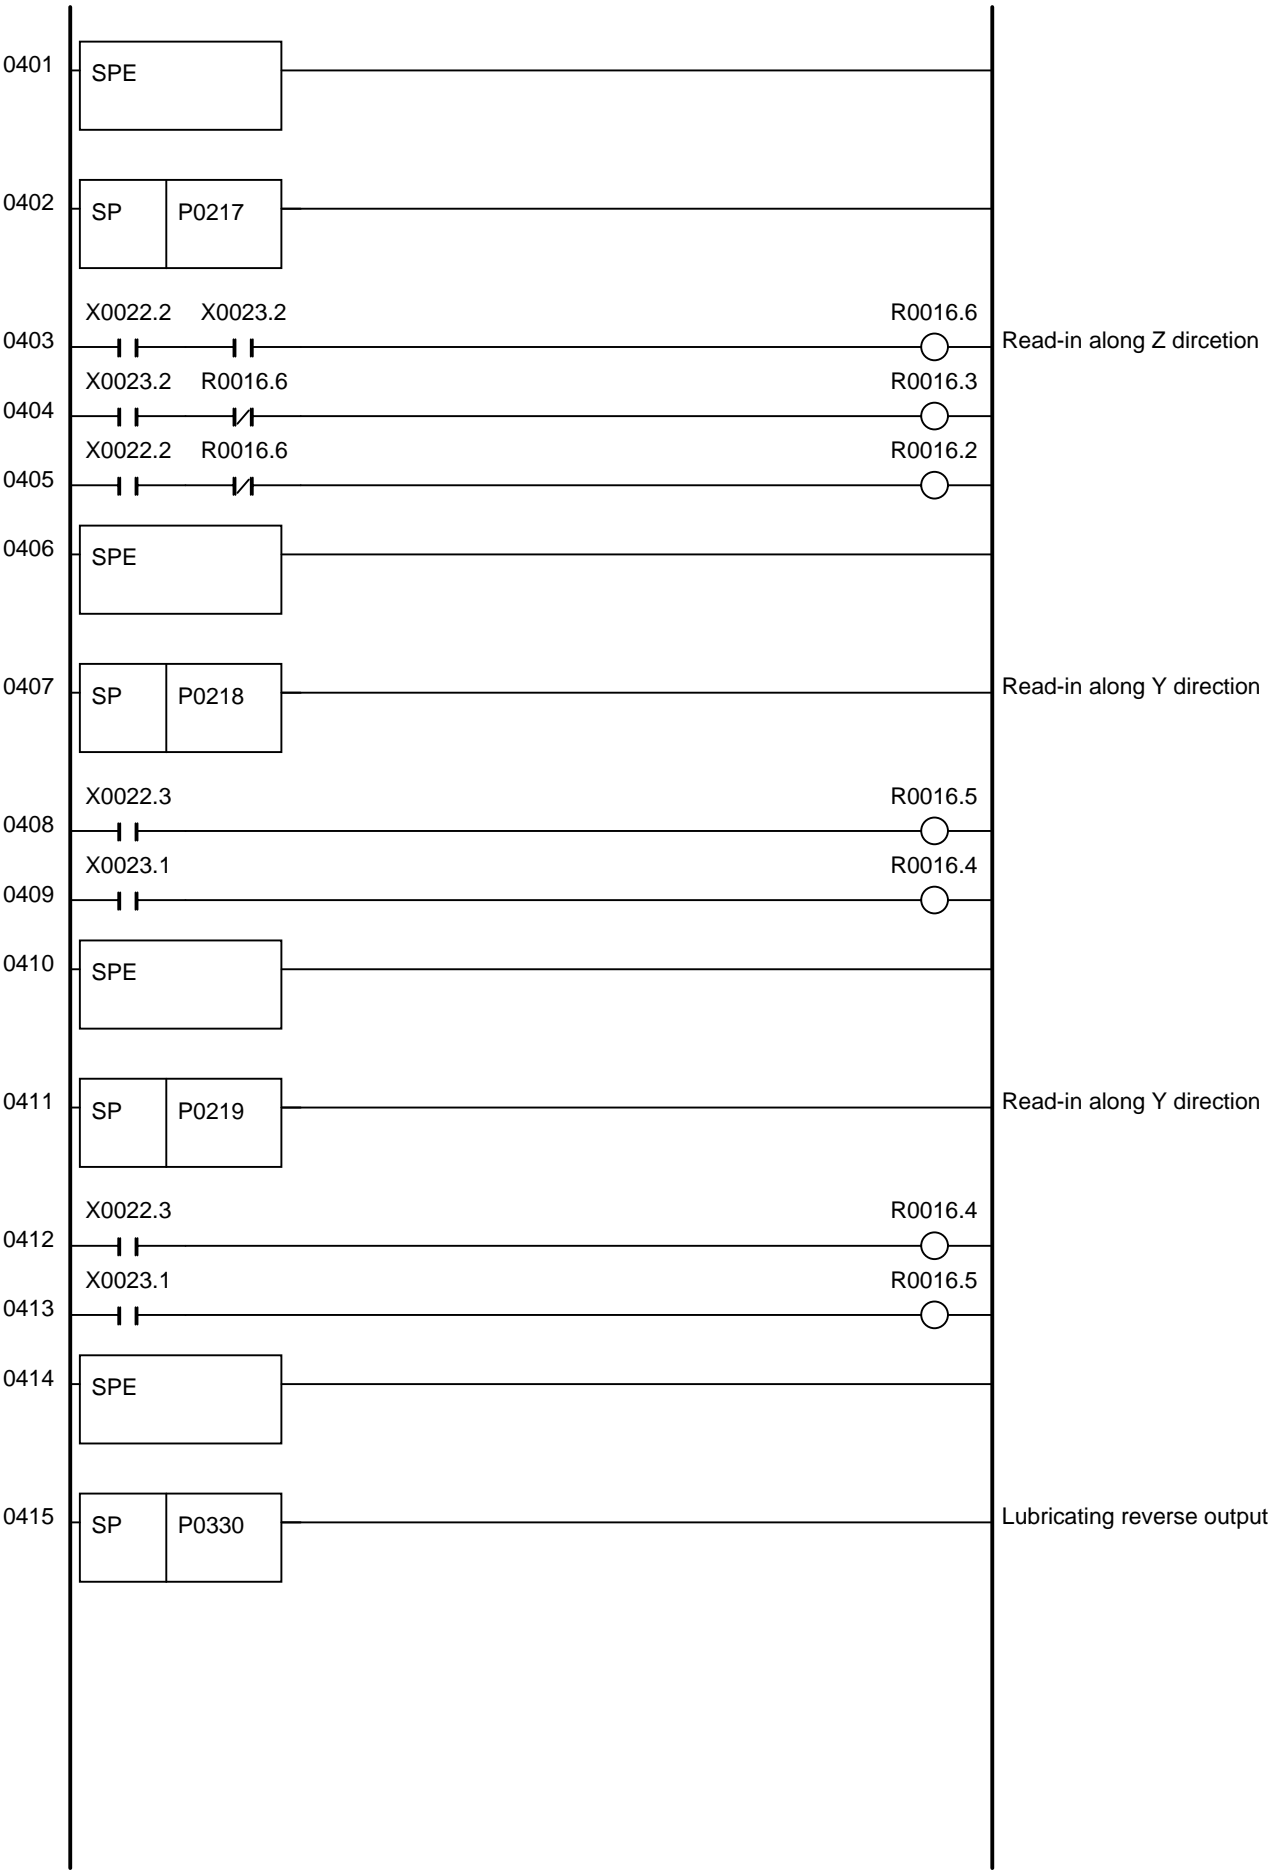 0401 SPE
0402 SP P0217
X0022.2 X0023.2 R0016.6
0403 Read-in along Z dircetion
X0023.2 R0016.6 R0016.3
0404
X0022.2 R0016.6 R0016.2
0405
0406 SPE
0407 SP P0218 Read-in along Y direction
X0022.3 R0016.5
0408
X0023.1 R0016.4
0409
0410 SPE
0411 SP P0219 Read-in along Y direction
X0022.3 R0016.4
0412
X0023.1 R0016.5
0413
0414 SPE
0415 SP P0330 Lubricating reverse output